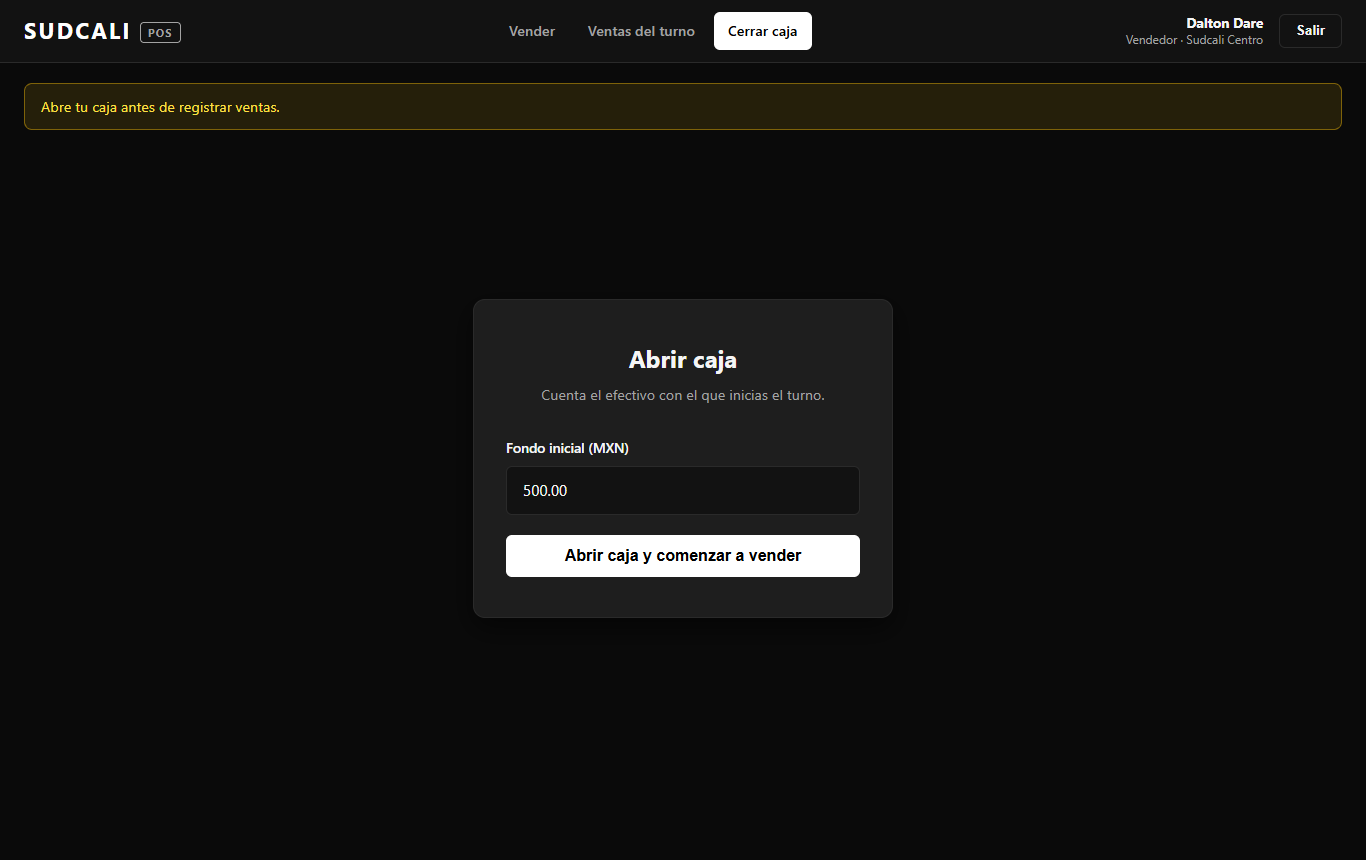 SUDCALI POS
Vender
Ventas del turno
Cerrar caja
Dalton Dare
Vendedor · Sudcali Centro
Salir
Abre tu caja antes de registrar ventas.
Abrir caja
Cuenta el efectivo con el que inicias el turno.
Fondo inicial (MXN)
500.00
Abrir caja y comenzar a vender